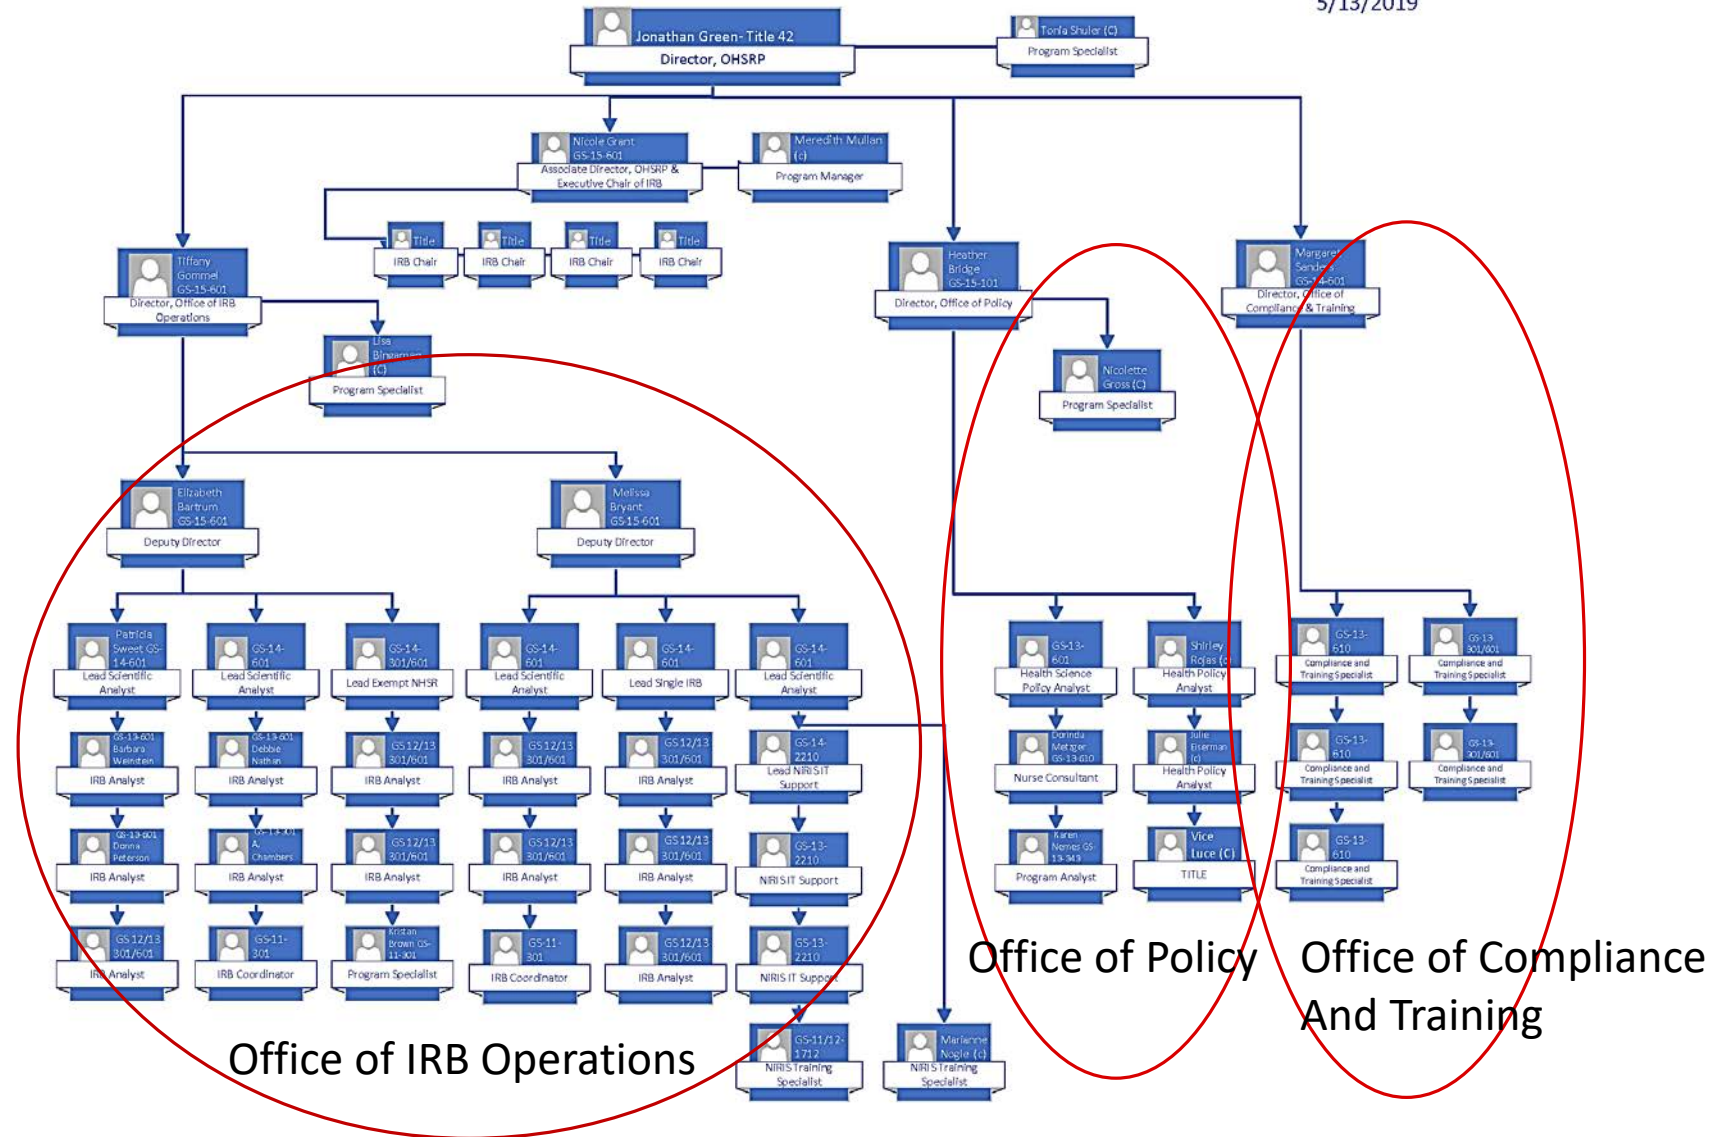 5/13/2019
Jonathan Green- Title 42
Director, OHSRP
Tonia Shuler (C)
Program Specialist
Nicole Grant
GS-15-601
Associate Director, OHSRP &
Executive Chair of IRB
Meredith Mullan
(c)
Program Manager
Title
IRB Chair
Title
IRB Chair
Title
IRB Chair
Title
IRB Chair
Tiffany
Gommel
GS-15-601
Director, Office of IRB
Operations
Lisa
Bingaman
(C)
Program Specialist
Heather
Bridge
GS-15-101
Director, Office of Policy
Nicolette
Gross (C)
Program Specialist
Margaret
Sanders
GS-14-601
Director, Office of
Compliance & Training
Elizabeth
Bartrum
GS-15-601
Deputy Director
Melissa
Bryant
GS-15-601
Deputy Director
Patricia
Sweet GS-
14-601
Lead Scientific
Analyst
GS-14-
601
Lead Scientific
Analyst
GS-14-
301/601
Lead Exempt NHSR
GS-14-
601
Lead Scientific
Analyst
GS-14-
601
Lead Single IRB
GS-14-
601
Lead Scientific
Analyst
GS-13-
601
Health Science
Policy Analyst
Shirley
Rojas (c)
Health Policy
Analyst
GS-13-
610
Compliance and
Training Specialist
GS-13
301/601
Compliance and
Training Specialist
GS-13-601
Barbara
Weinstein
IRB Analyst
GS-13-601
Debbie
Nathan
IRB Analyst
GS 12/13
301/601
IRB Analyst
GS 12/13
301/601
IRB Analyst
GS 12/13
301/601
IRB Analyst
GS-14-
2210
Lead NIRIS IT
Support
Dorinda
Metzger
GS-13-610
Nurse Consultant
Julie
Eiserman
(c)
Health Policy
Analyst
GS-13-
610
Compliance and
Training Specialist
GS-13-
301/601
Compliance and
Training Specialist
GS-13-601
Donna
Peterson
IRB Analyst
GS-13-301
A.
Chambers
IRB Analyst
GS 12/13
301/601
IRB Analyst
GS 12/13
301/601
IRB Analyst
GS 12/13
301/601
IRB Analyst
GS-13-
2210
NIRIS IT Support
Karen
Nemes GS-
13-343
Program Analyst
Vice
Luce (C)
TITLE
GS-13-
610
Compliance and
Training Specialist
GS 12/13
301/601
IRB Analyst
GS-11-
301
IRB Coordinator
Kristan
Brown GS-
11-301
Program Specialist
GS-11-
301
IRB Coordinator
GS 12/13
301/601
IRB Analyst
GS-13-
2210
NIRIS IT Support
GS-11/12-
1712
NIRIS Training
Specialist
Marianne
Nogle (c)
NIRIS Training
Specialist
Office of IRB Operations
Office of Policy
Office of Compliance
And Training